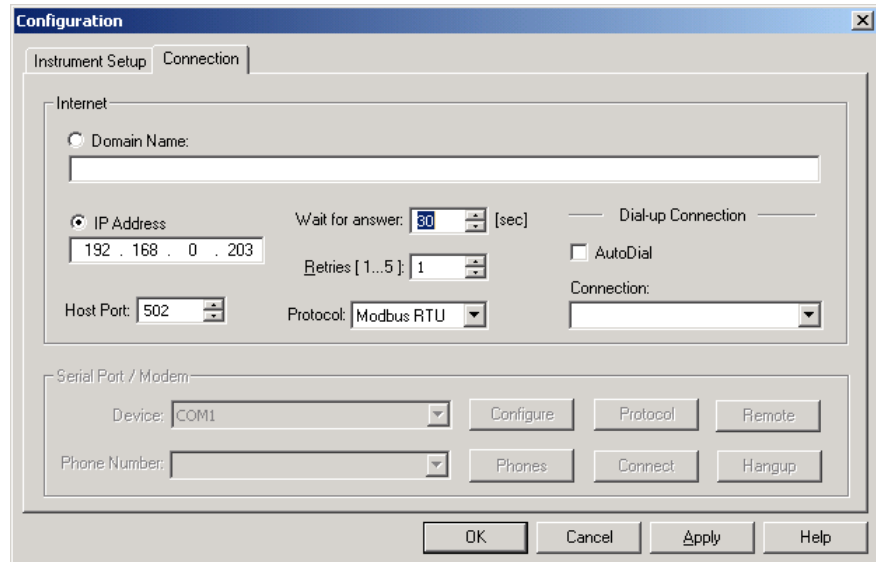 Configuration
Instrument Setup Connection
Internet
Domain Name:
IP Address Wait for answer: 30 [sec] Dial-up Connection
192 . 168 . 0 . 203 AutoDial
Retries [ 1...5 ]: 1
Connection:
Host Port: 502 Protocol: Modbus RTU
Serial Port / Modem
Device: COM1 Configure Protocol Remote
Phone Number: Phones Connect Hangup
OK Cancel Apply Help